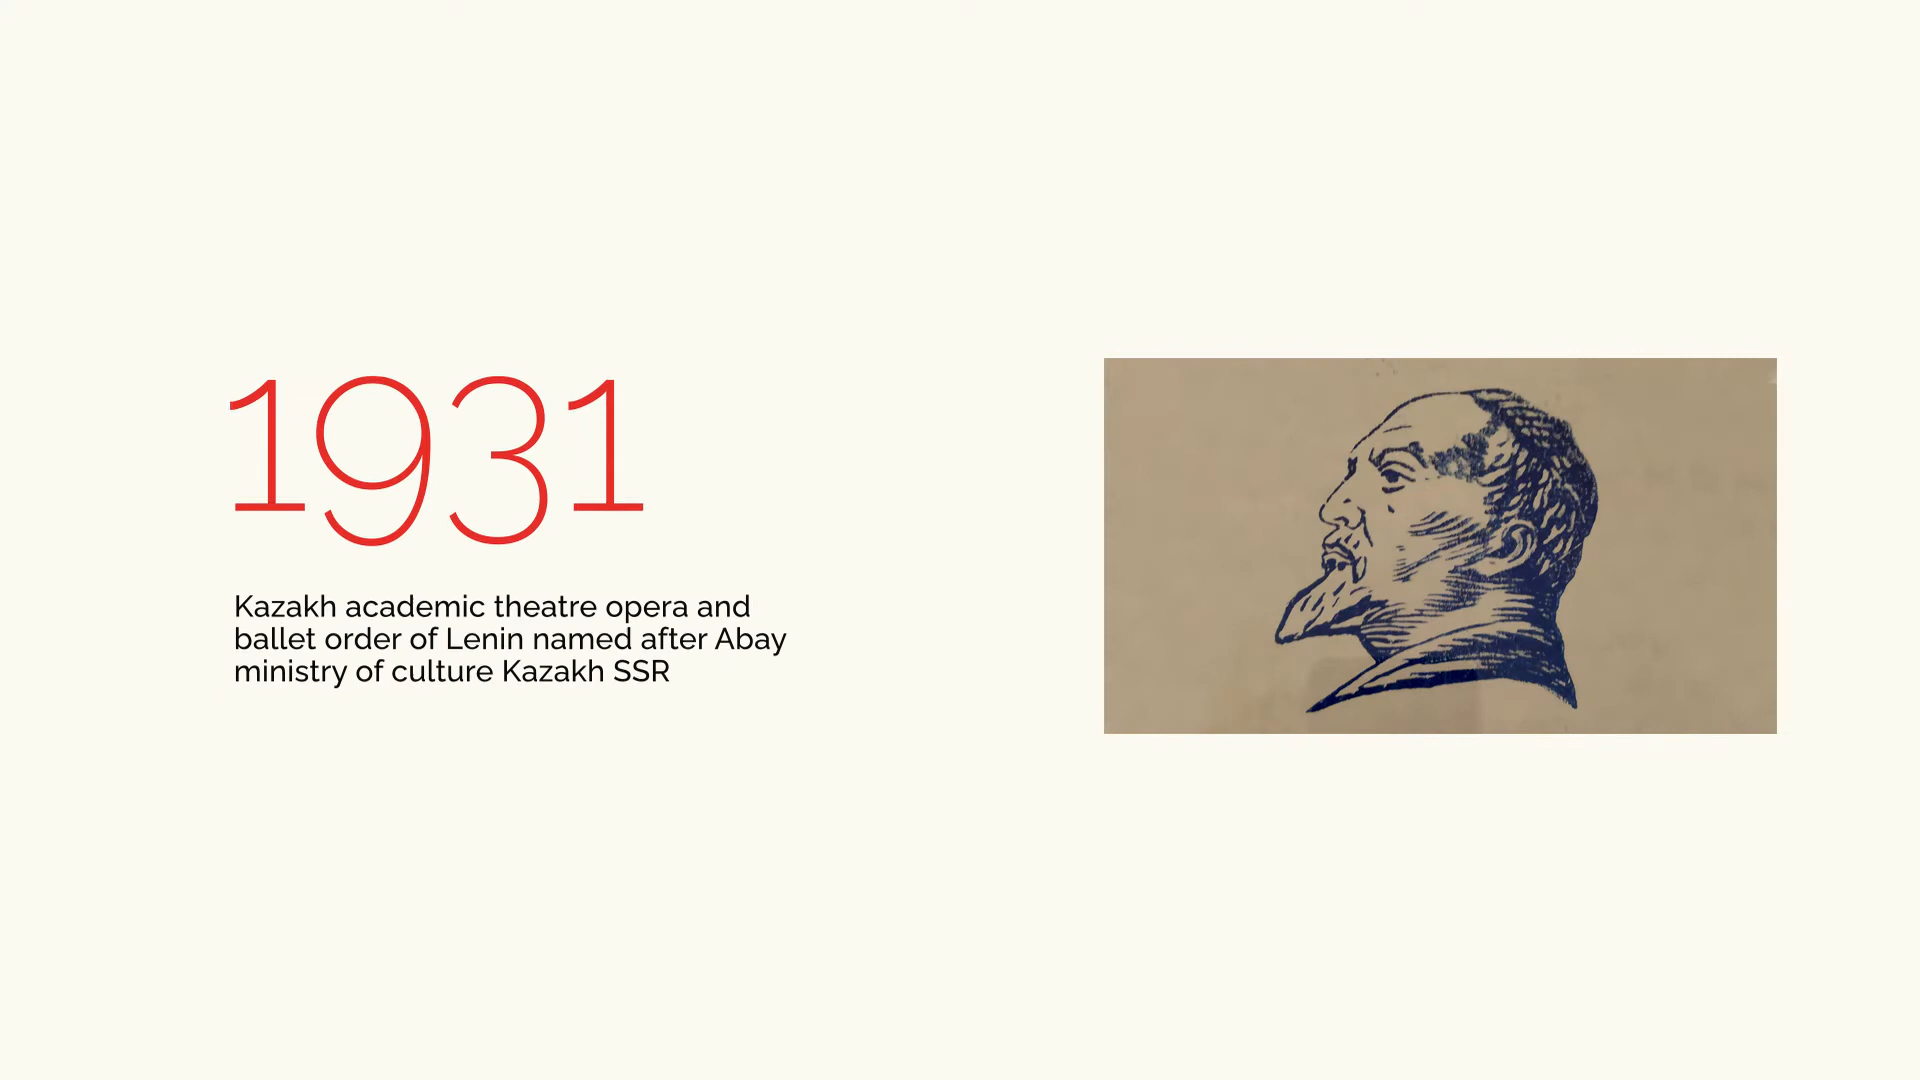 1931
Kazakh academic theatre opera and
ballet order of Lenin named after Abay
ministry of culture Kazakh SSR